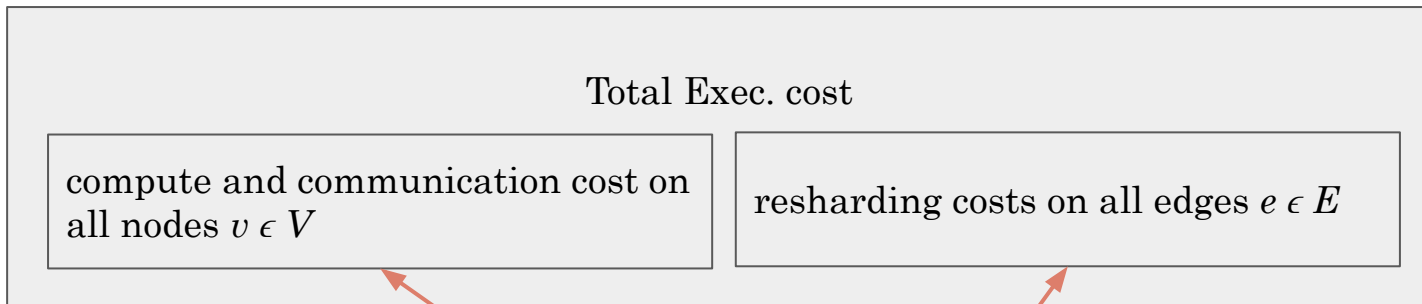 Total Exec. cost
compute and communication cost on
all nodes v ϵ V
resharding costs on all edges e ϵ E